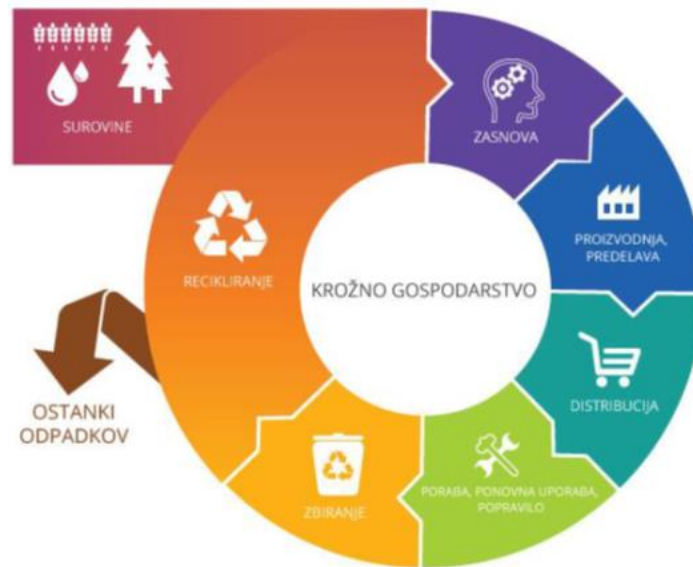 SUROVINE
ZASNOVA
PROIZVODNJA,
PREDELAVA
RECIKLIRANJE
KROŽNO GOSPODARSTVO
DISTRIBUCIJA
OSTANKI
ODPADKOV
PORABA, PONOVNA UPORABA,
POPRAVILO
ZBIRANJE